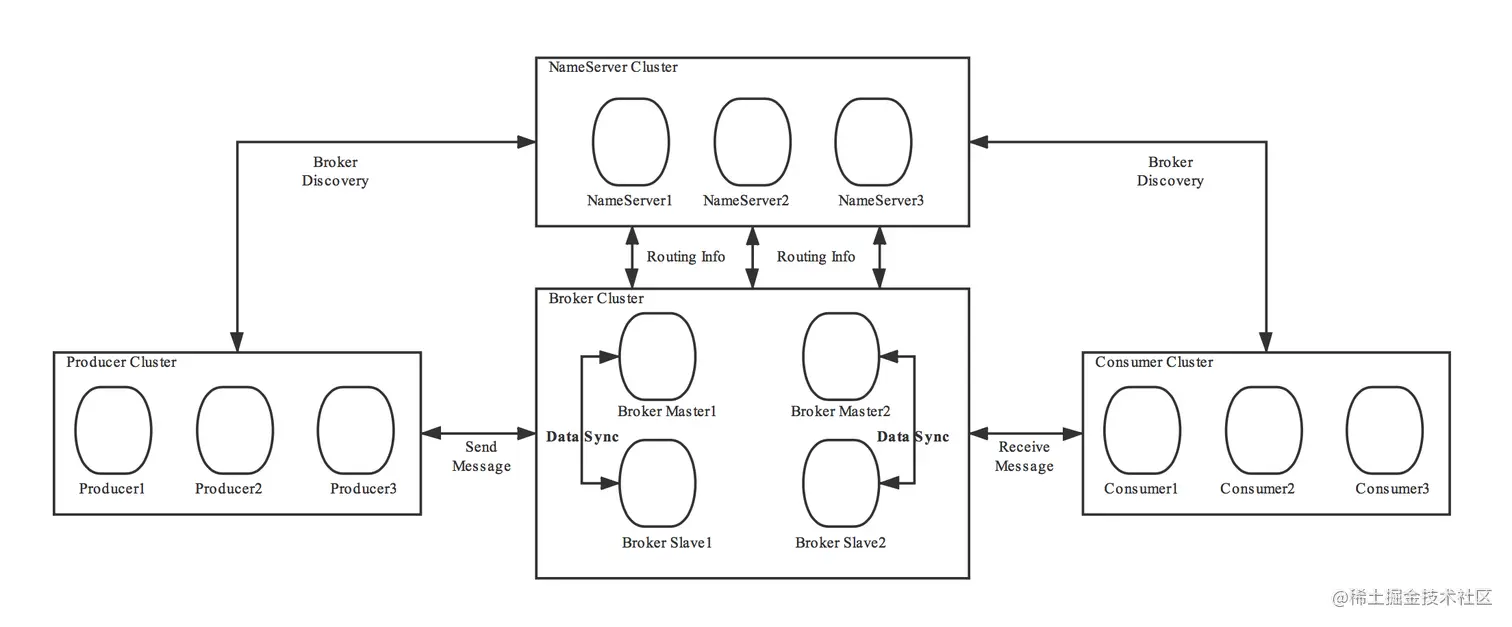 NameServer Cluster
NameServer1
NameServer2
NameServer3
Broker
Discovery
Broker
Discovery
Routing Info
Routing Info
Producer Cluster
Producer1
Producer2
Producer3
Send
Message
Broker Cluster
Broker Master1
Broker Master2
Data Sync
Data Sync
Broker Slave1
Broker Slave2
Receive
Message
Consumer Cluster
Consumer1
Consumer2
Consumer3
@稀土掘金技术社区